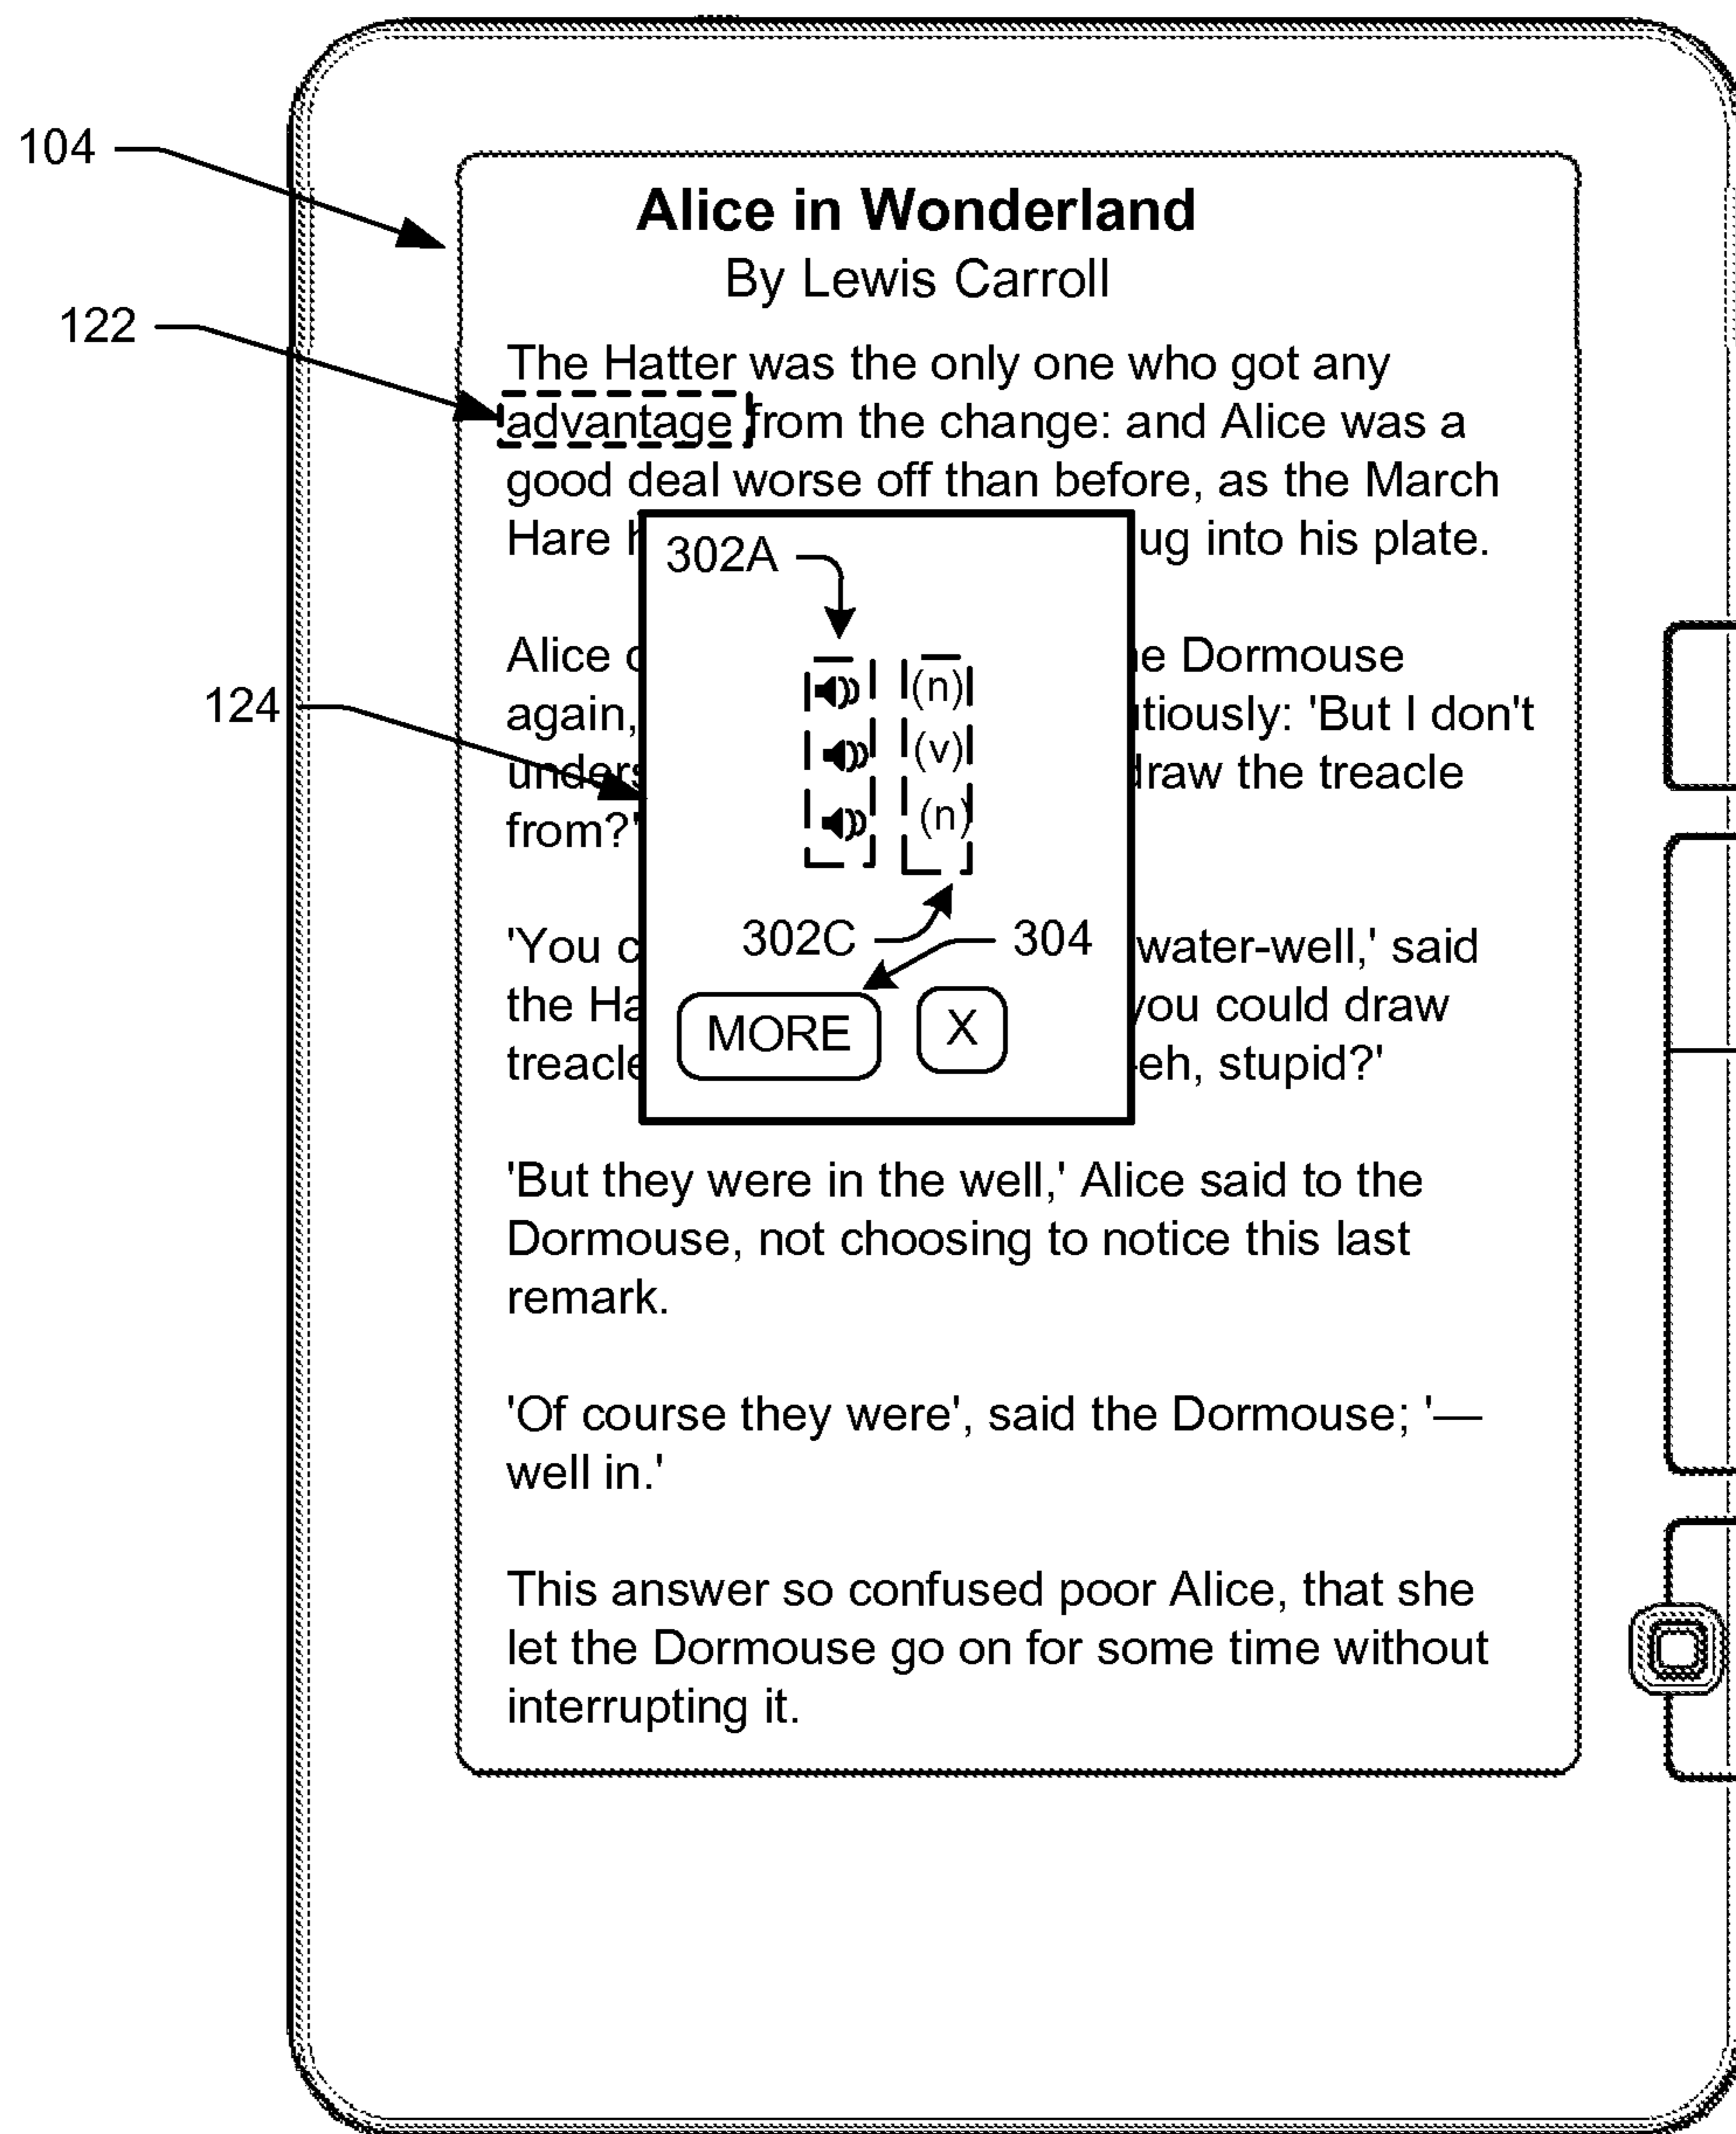 104
Alice in Wonderland
By Lewis Carroll
122
The Hatter was the only one who got any
advantage from the change: and Alice was a
good deal worse off than before, as the March
Hare ug into his plate.
302A
Alice e Dormouse
(n)
124
again, tiously: 'But I don't
(v)
unders draw the treacle
(n)
from?'
'You c water-well,' said
302C 304
the Ha you could draw
MORE X
treacle eh, stupid?'
'But they were in the well,' Alice said to the
Dormouse, not choosing to notice this last
remark.
'Of course they were', said the Dormouse; '—
well in.'
This answer so confused poor Alice, that she
let the Dormouse go on for some time without
interrupting it.